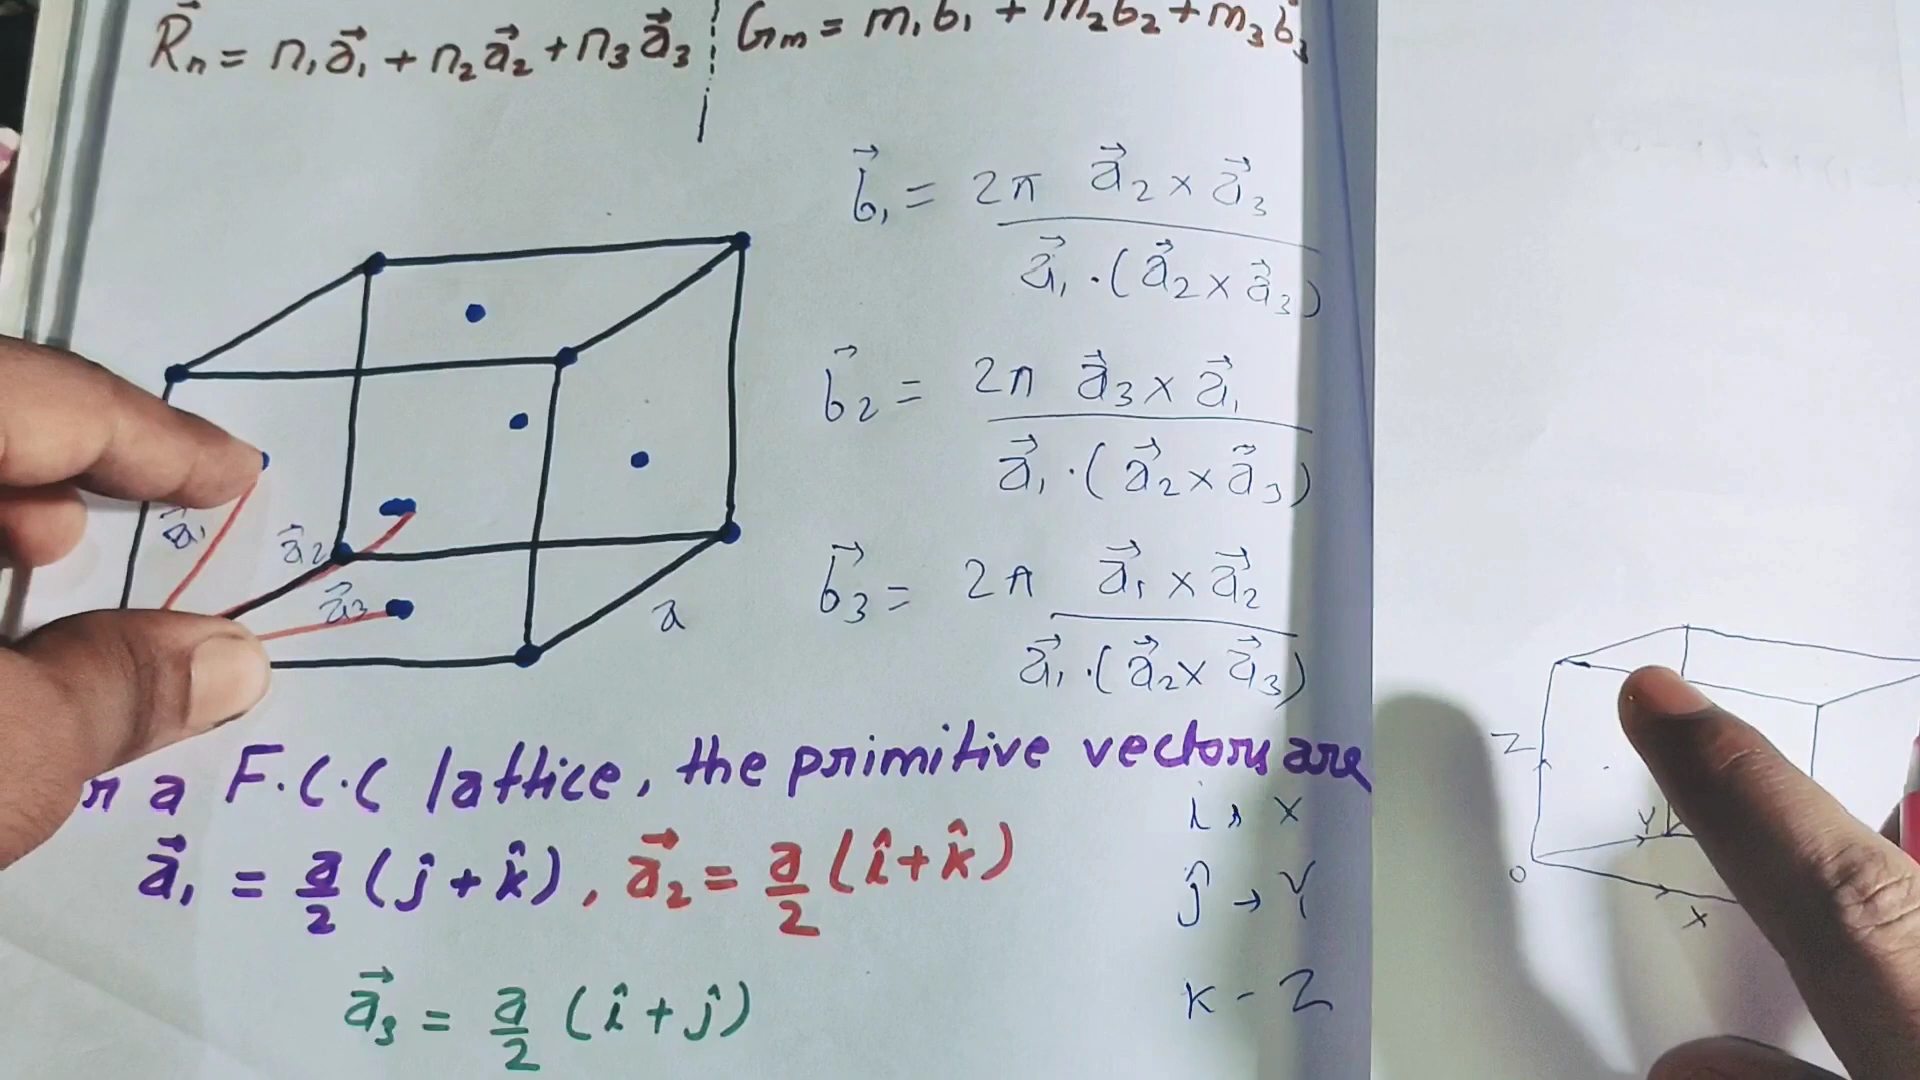 R⃗n = n₁a⃗₁ + n₂a⃗₂ + n₃a⃗₃
Gm = m₁b₁ + m₂b₂ + m₃b₃
b⃗₁ = 2π a⃗₂ × a⃗₃
a⃗₁ · (a⃗₂ × a⃗₃)
b⃗₂ = 2π a⃗₃ × a⃗₁
a⃗₁ · (a⃗₂ × a⃗₃)
b⃗₃ = 2π a⃗₁ × a⃗₂
a⃗₁ · (a⃗₂ × a⃗₃)
a⃗₁
a⃗₂
a⃗₃
a
a F.C.C lattice, the primitive vectors are
a⃗₁ = a/2 (ĵ + k̂), a⃗₂ = a/2 (î + k̂)
a⃗₃ = a/2 (î + ĵ)
i → X
ĵ → Y
K - Z
Z
Y
O
X